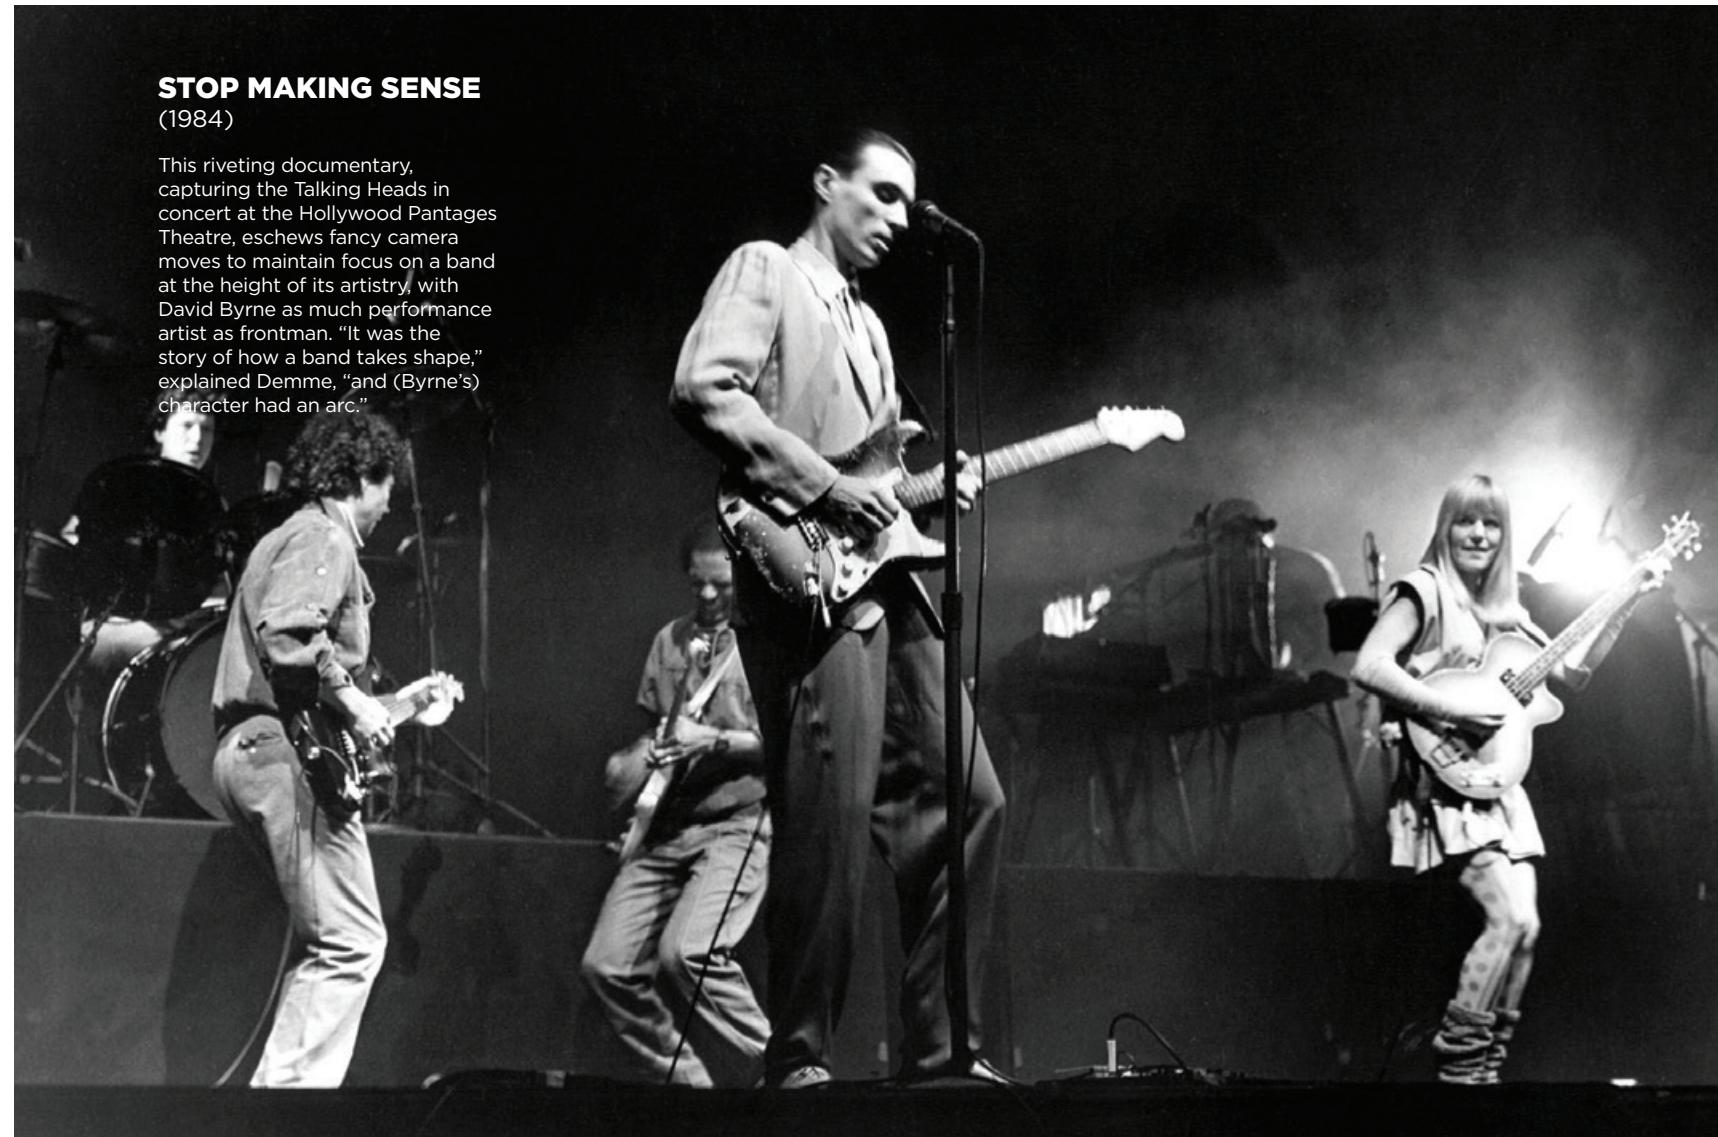 STOP MAKING SENSE
(1984)
This riveting documentary,
capturing the Talking Heads in
concert at the Hollywood Pantages
Theatre, eschews fancy camera
moves to maintain focus on a band
at the height of its artistry, with
David Byrne as much performance
artist as frontman. “It was the
story of how a band takes shape,”
explained Demme, “and (Byrne’s)
character had an arc.”